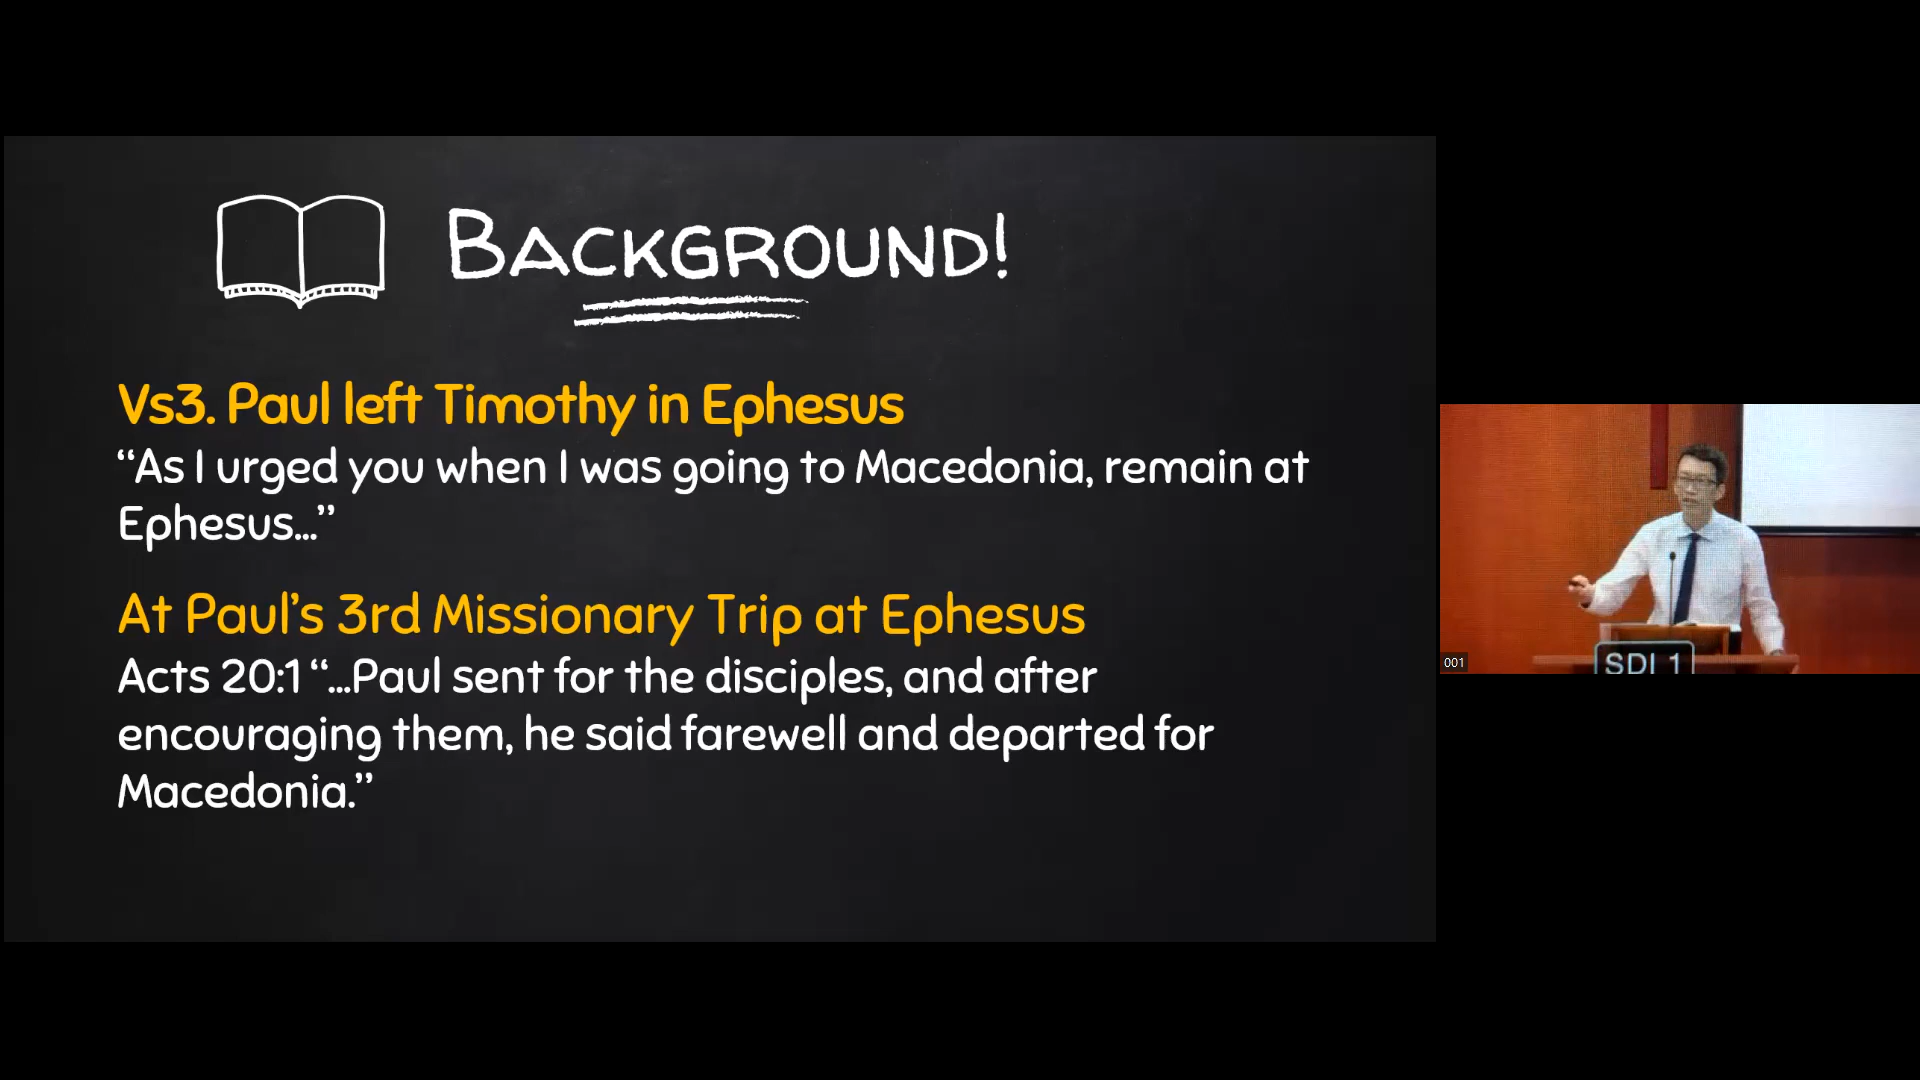 BACKGROUND!
Vs3. Paul left Timothy in Ephesus
“As I urged you when I was going to Macedonia, remain at
Ephesus...”
At Paul’s 3rd Missionary Trip at Ephesus
Acts 20:1 “...Paul sent for the disciples, and after
encouraging them, he said farewell and departed for
Macedonia.”
001
SDI 1